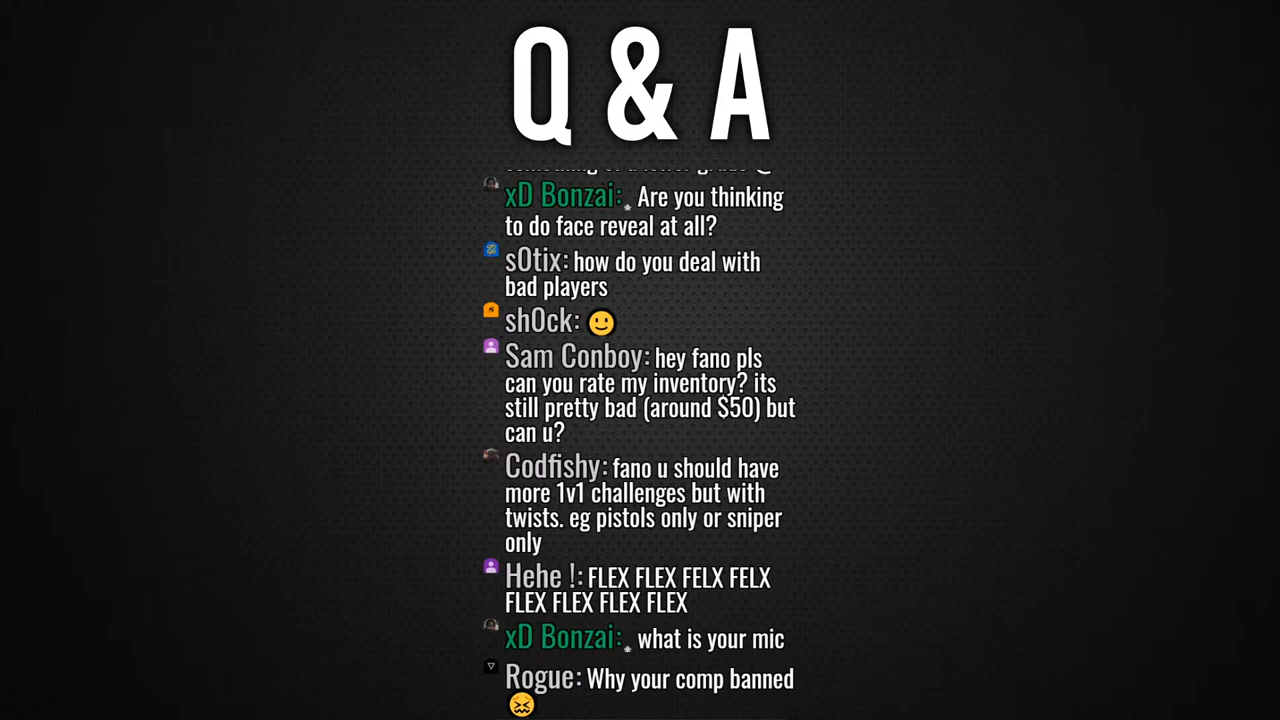 Q & A
xD Bonzai: Are you thinking
to do face reveal at all?
s0tix: how do you deal with
bad players
sh0ck: 🙂
Sam Conboy: hey fano pls
can you rate my inventory? its
still pretty bad (around $50) but
can u?
Codfishy: fano u should have
more 1v1 challenges but with
twists. eg pistols only or sniper
only
Hehe !: FLEX FLEX FELX FELX
FLEX FLEX FLEX FLEX
xD Bonzai: what is your mic
Rogue: Why your comp banned
😖